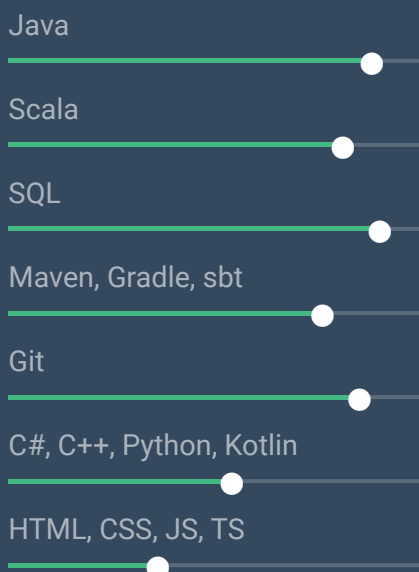 Java
Scala
SQL
Maven, Gradle, sbt
Git
C#, C++, Python, Kotlin
HTML, CSS, JS, TS